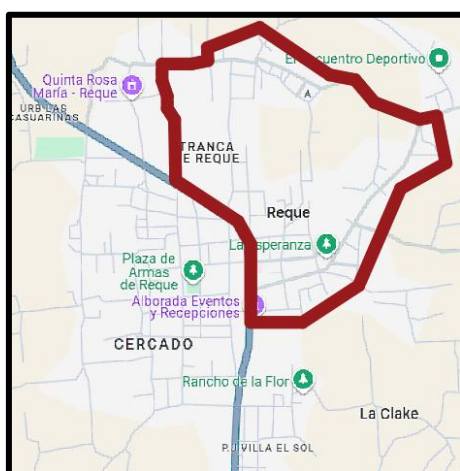 Encuentro Deportivo
Quinta Rosa
María - Reque
URB LAS
CASUARINAS
A
TRANCA
DE REQUE
Reque
La Esperanza
Plaza de
Armas
de Reque
Alborada Eventos
y Recepciones
CERCADO
Rancho de la Flor
La Clake
P.J VILLA EL SOL